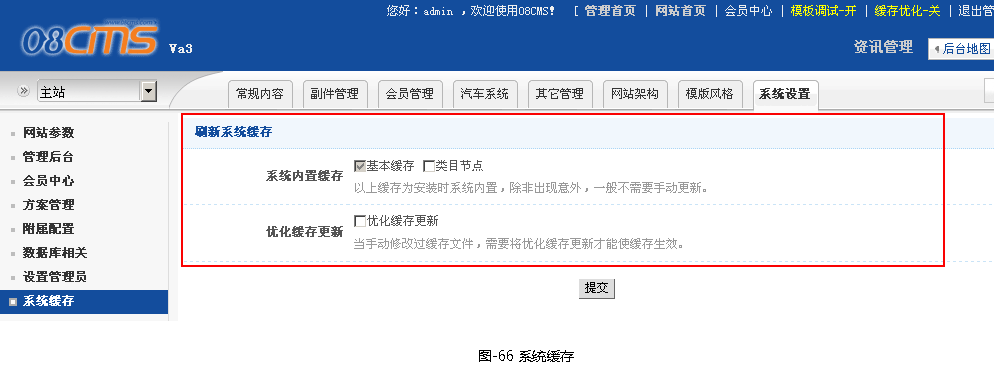 您好：admin ，欢迎使用08CMS! [ 管理首页 | 网站首页 | 会员中心 | 模板调试-开 | 缓存优化-关 | 退出管
08CMS Va3
资讯管理 后台地图
主站 常规内容 副件管理 会员管理 汽车系统 其它管理 网站架构 模版风格 系统设置
网站参数
管理后台
会员中心
方案管理
附属配置
数据库相关
设置管理员
系统缓存
刷新系统缓存
系统内置缓存 基本缓存 类目节点
以上缓存为安装时系统内置，除非出现意外，一般不需要手动更新。
优化缓存更新 优化缓存更新
当手动修改过缓存文件，需要将优化缓存更新才能使缓存生效。
提交
图-66 系统缓存